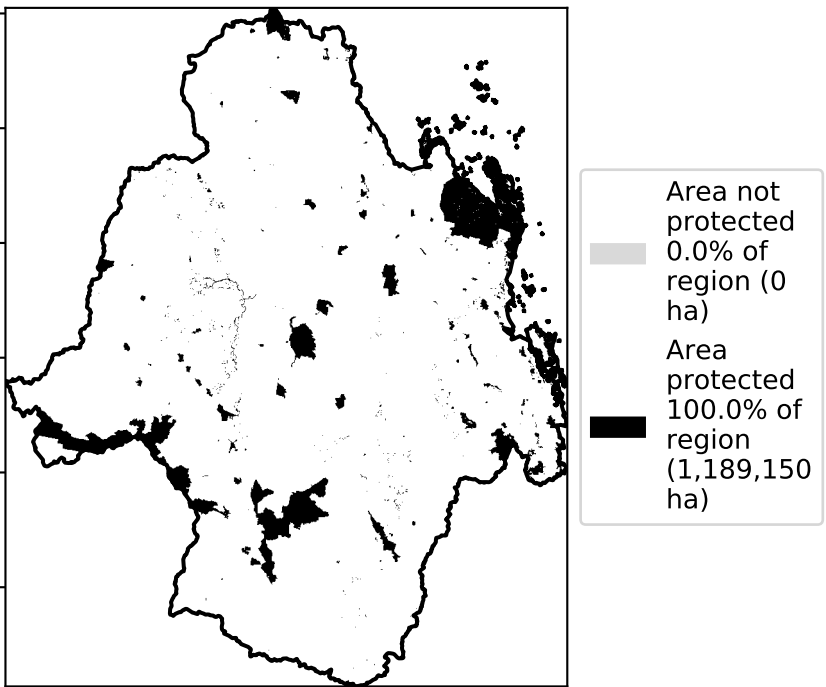 Area not
protected
0.0% of
region (0
ha)
Area
protected
100.0% of
region
(1,189,150
ha)